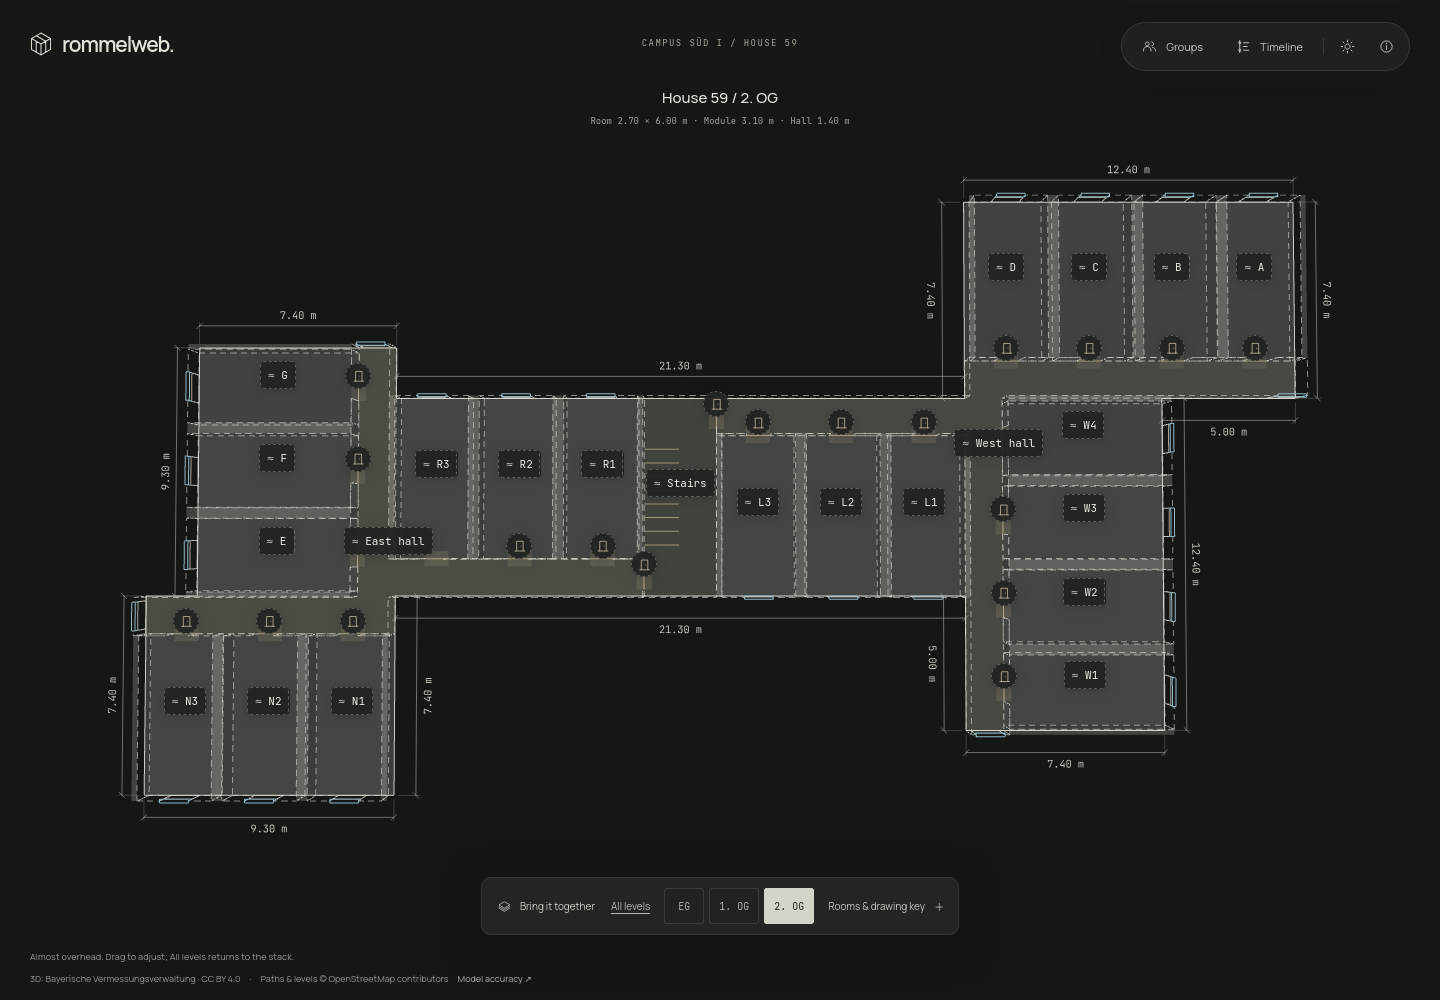 rommelweb.
CAMPUS SÜD I / HOUSE 59
Groups
Timeline
House 59 / 2. OG
Room 2.70 × 6.00 m · Module 3.10 m · Hall 1.40 m
12.40 m
≈ D
≈ C
≈ B
≈ A
7.40 m
7.40 m
7.40 m
21.30 m
≈ G
≈ F
≈ E
9.30 m
≈ East hall
≈ R3
≈ R2
≈ R1
≈ Stairs
≈ L3
≈ L2
≈ L1
≈ West hall
≈ W4
≈ W3
≈ W2
≈ W1
5.00 m
12.40 m
21.30 m
5.00 m
7.40 m
≈ N3
≈ N2
≈ N1
7.40 m
7.40 m
9.30 m
Bring it together
All levels
EG
1. OG
2. OG
Rooms & drawing key +
Almost overhead. Drag to adjust; All levels returns to the stack.
3D: Bayerische Vermessungsverwaltung · CC BY 4.0 · Paths & levels © OpenStreetMap contributors Model accuracy ↗